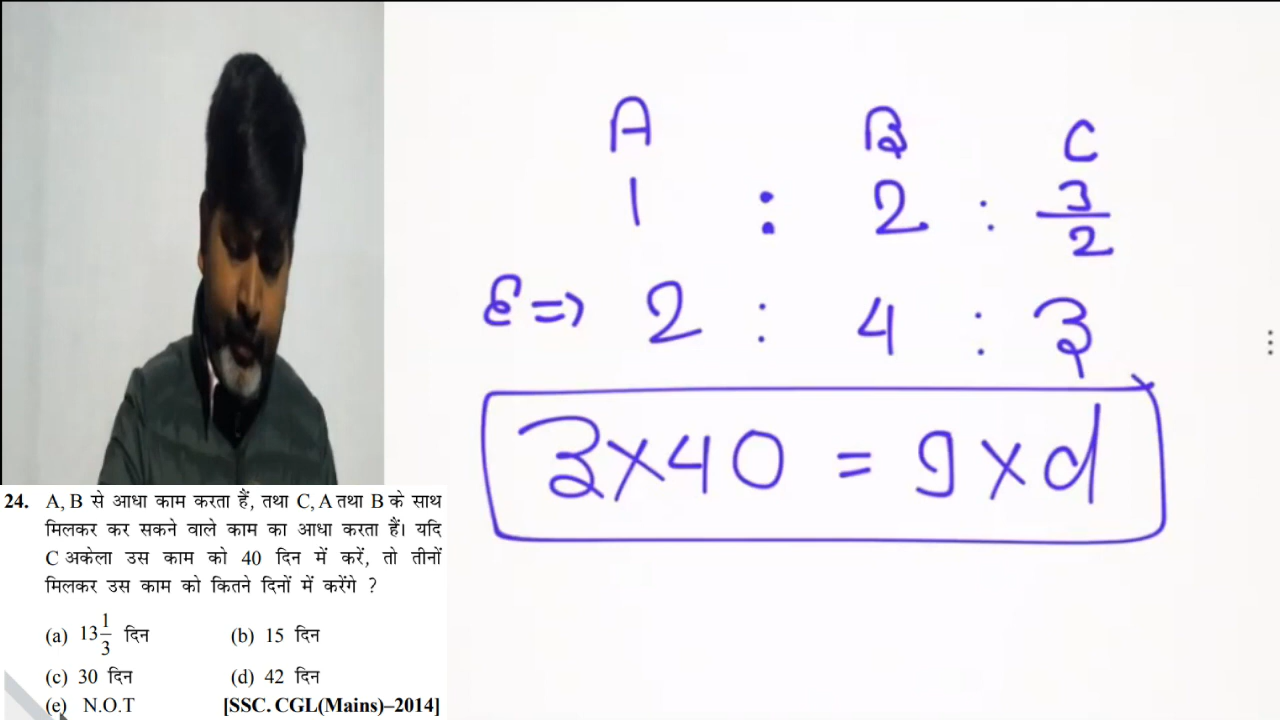 A B C
1 : 2 : 3/2
E => 2 : 4 : 3
3×40 = 9×d
24. A, B से आधा काम करता हैं, तथा C, A तथा B के साथ
मिलकर कर सकने वाले काम का आधा करता हैं। यदि
C अकेला उस काम को 40 दिन में करें, तो तीनों
मिलकर उस काम को कितने दिनों में करेंगे ?
(a) 13 1/3 दिन (b) 15 दिन
(c) 30 दिन (d) 42 दिन
(e) N.O.T [SSC. CGL(Mains)–2014]